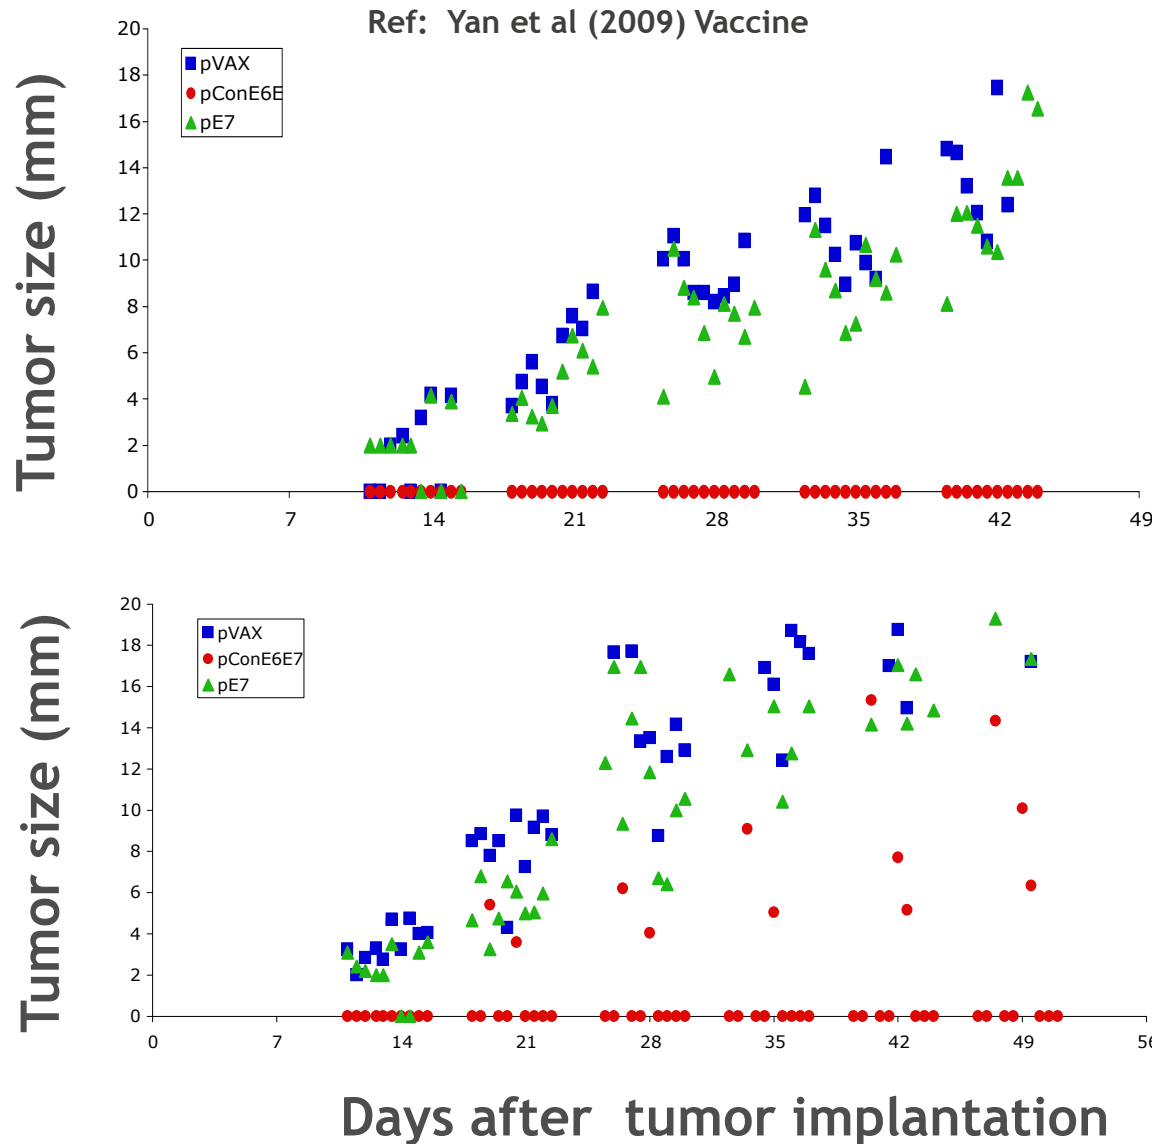 Ref: Yan et al (2009) Vaccine
Tumor size (mm)
20
18
16
14
12
10
8
6
4
2
0
pVAX
pConE6E
pE7
0 7 14 21 28 35 42 49
Tumor size (mm)
20
18
16
14
12
10
8
6
4
2
0
pVAX
pConE6E7
pE7
0 7 14 21 28 35 42 49 56
Days after tumor implantation